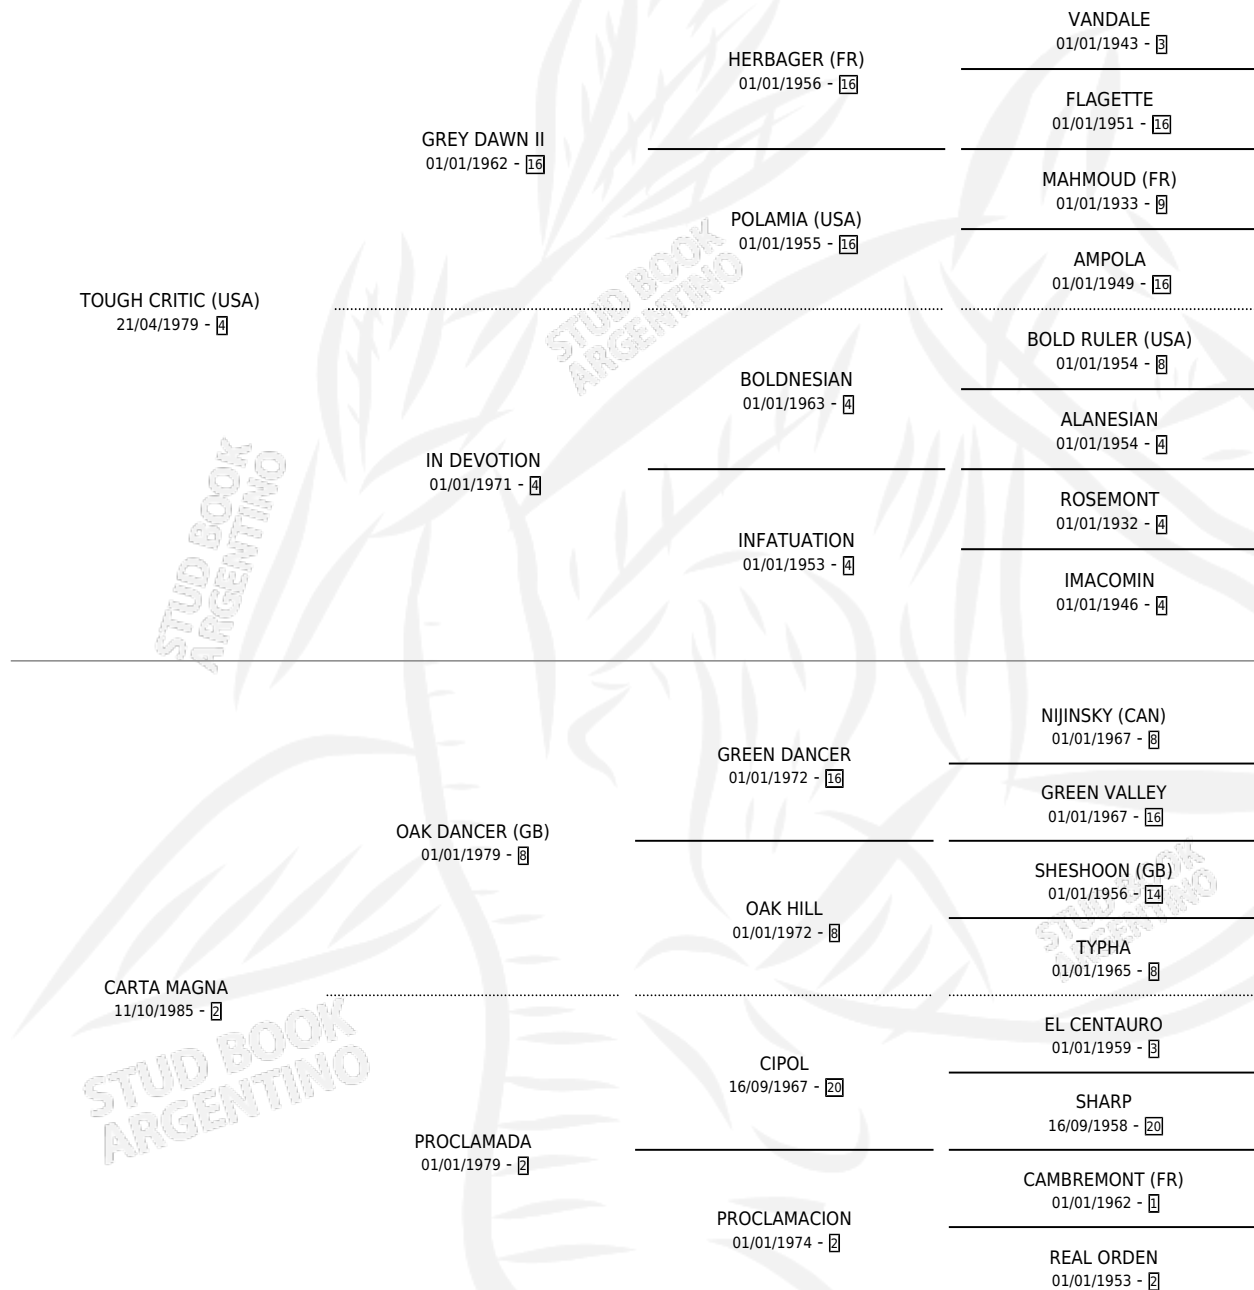 VANDALE
01/01/1943 - 3
HERBAGER (FR)
01/01/1956 - 16
FLAGETTE
01/01/1951 - 16
GREY DAWN II
01/01/1962 - 16
MAHMOUD (FR)
01/01/1933 - 9
POLAMIA (USA)
01/01/1955 - 16
AMPOLA
01/01/1949 - 16
TOUGH CRITIC (USA)
21/04/1979 - 4
STUD BOOK
ARGENTINO
BOLD RULER (USA)
01/01/1954 - 8
BOLDNESIAN
01/01/1963 - 4
ALANESIAN
01/01/1954 - 4
IN DEVOTION
01/01/1971 - 4
ROSEMONT
01/01/1932 - 4
INFATUATION
01/01/1953 - 4
IMACOMIN
01/01/1946 - 4
STUD BOOK
ARGENTINO
NIJINSKY (CAN)
01/01/1967 - 8
GREEN DANCER
01/01/1972 - 16
GREEN VALLEY
01/01/1967 - 16
OAK DANCER (GB)
01/01/1979 - 8
SHESHOON (GB)
01/01/1956 - 14
OAK HILL
01/01/1972 - 8
STUD BOOK
ARGENTINO
TYPHA
01/01/1965 - 8
CARTA MAGNA
11/10/1985 - 2
EL CENTAURO
01/01/1959 - 3
CIPOL
16/09/1967 - 20
SHARP
16/09/1958 - 20
STUD BOOK
ARGENTINO
PROCLAMADA
01/01/1979 - 2
CAMBREMONT (FR)
01/01/1962 - 1
PROCLAMACION
01/01/1974 - 2
REAL ORDEN
01/01/1953 - 2